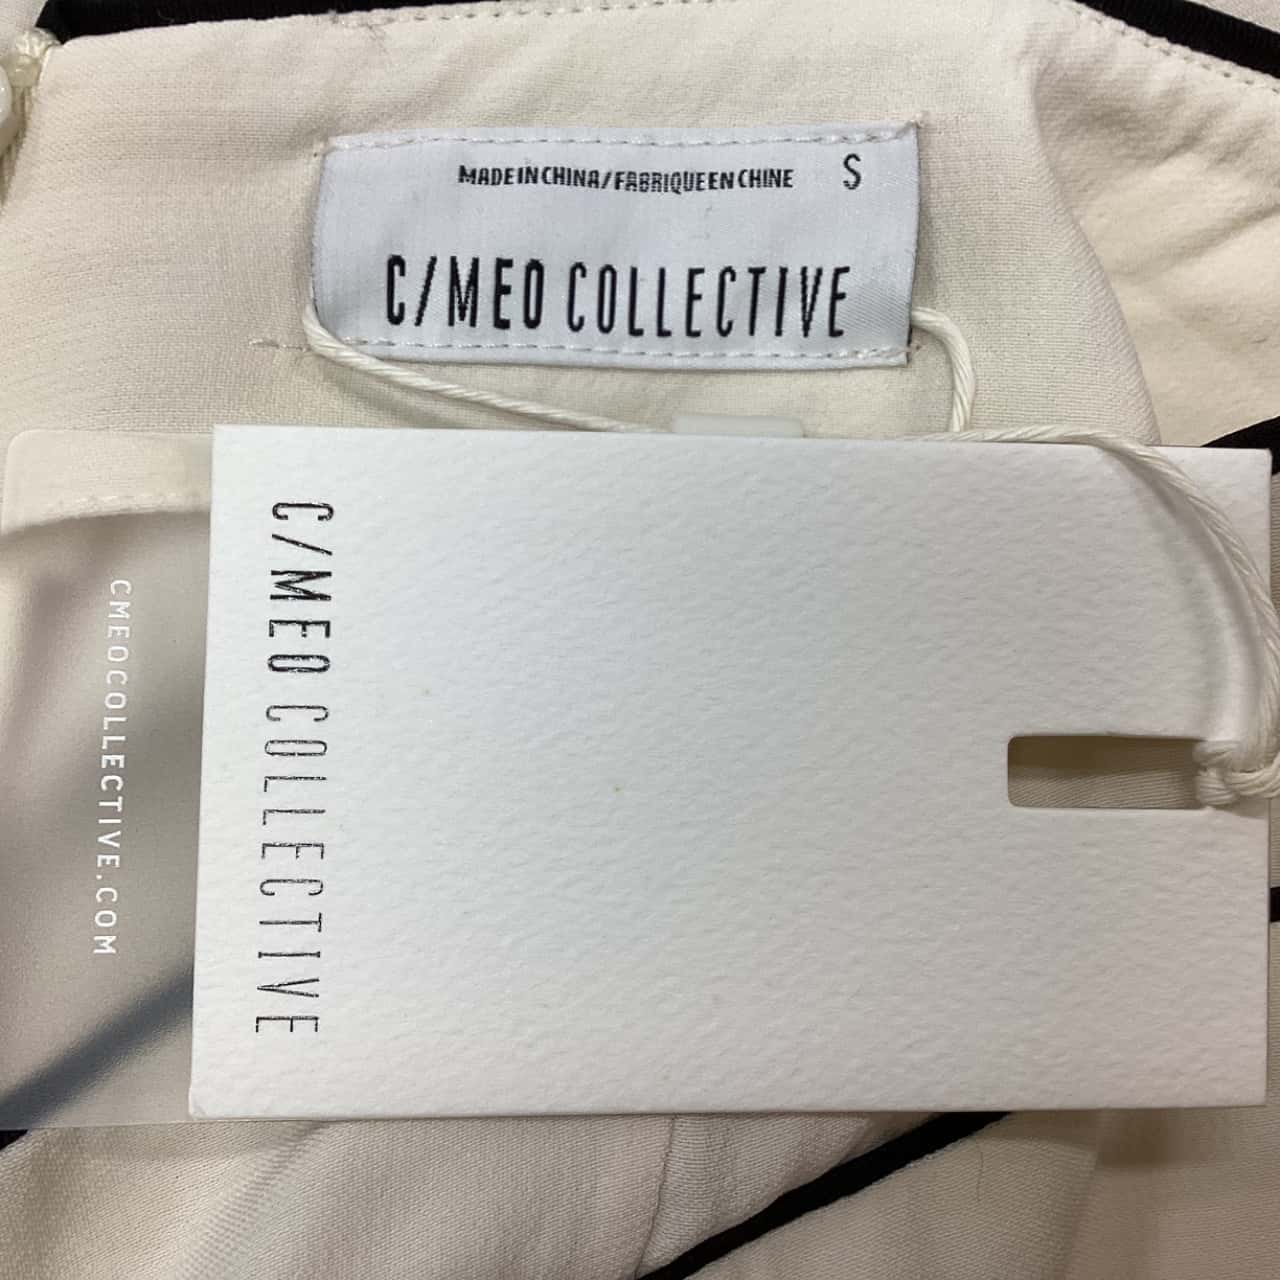 MADE IN CHINA/FABRIQUE EN CHINE S
C/MEO COLLECTIVE
C/MEO COLLECTIVE
CMEOCOLLECTIVE.COM